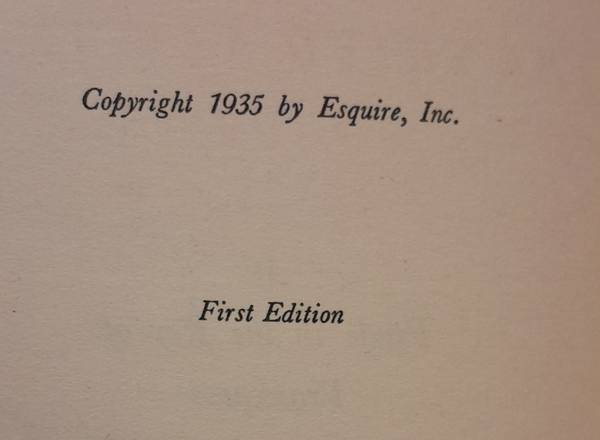 Copyright 1935 by Esquire, Inc.
First Edition